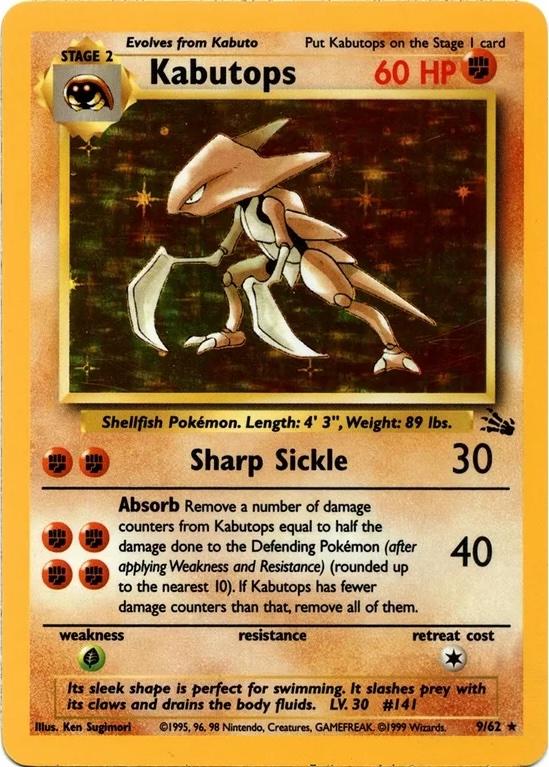 Evolves from Kabuto Put Kabutops on the Stage 1 card
STAGE 2
Kabutops 60 HP
Shellfish Pokémon. Length: 4' 3", Weight: 89 lbs.
Sharp Sickle 30
Absorb Remove a number of damage
counters from Kabutops equal to half the
damage done to the Defending Pokémon (after
applying Weakness and Resistance) (rounded up
to the nearest 10). If Kabutops has fewer
damage counters than that, remove all of them.
40
weakness resistance retreat cost
Its sleek shape is perfect for swimming. It slashes prey with
its claws and drains the body fluids. LV. 30 #141
Illus. Ken Sugimori ©1995, 96, 98 Nintendo, Creatures, GAMEFREAK. ©1999 Wizards. 9/62 ★